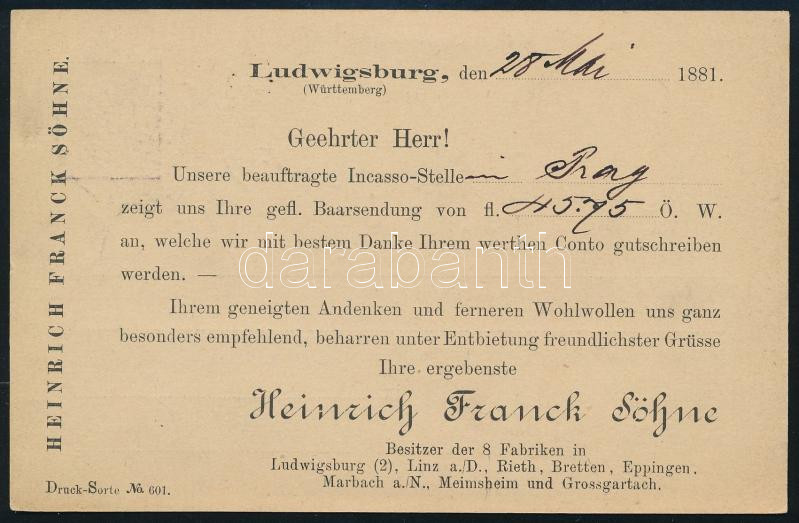 HEINRICH FRANCK SÖHNE.
Ludwigsburg, den 28 Mai 1881.
(Württemberg)
Geehrter Herr!
Unsere beauftragte Incasso-Stelle in Prag
zeigt uns Ihre gefl. Baarsendung von fl. 45.75 Ö. W.
an, welche wir mit bestem Danke Ihrem werthen Conto gutschreiben
werden. —
darabanth
Ihrem geneigten Andenken und ferneren Wohlwollen uns ganz
besonders empfehlend, beharren unter Entbietung freundlichster Grüsse
Ihre ergebenste
Heinrich Franck Söhne
Besitzer der 8 Fabriken in
Ludwigsburg (2), Linz a./D., Rieth, Bretten, Eppingen,
Marbach a./N., Meimsheim und Grossgartach.
Druck-Sorte No. 601.